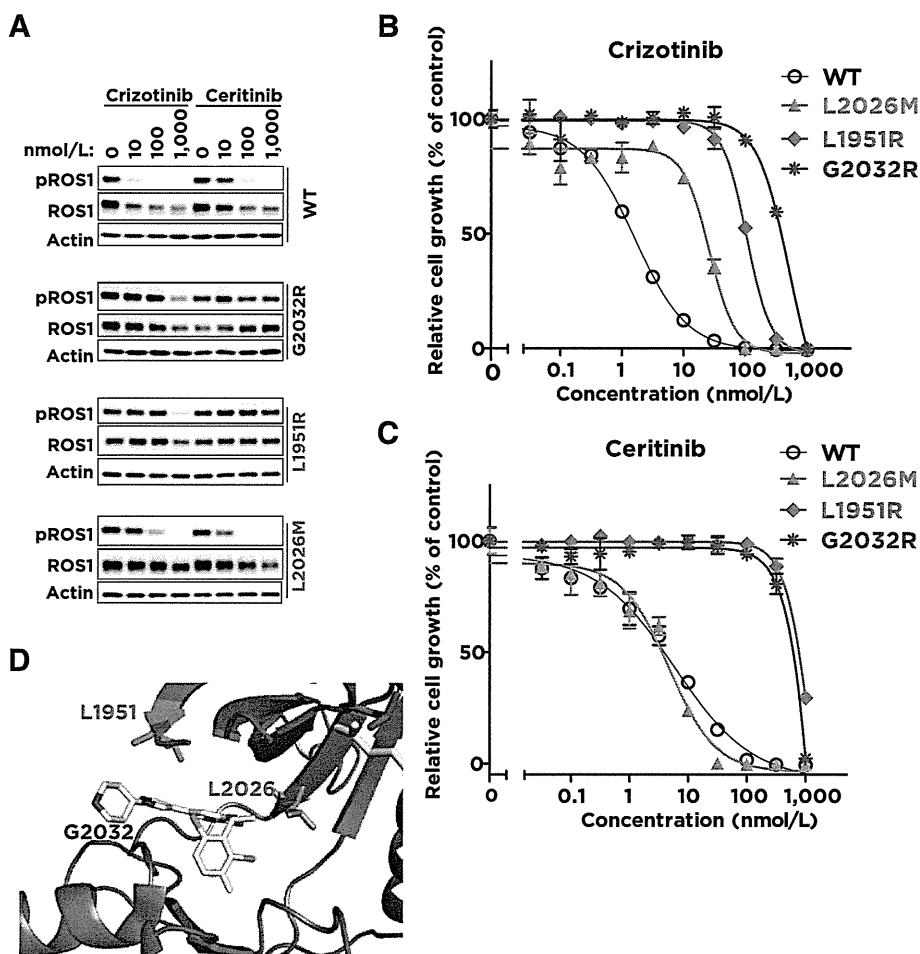 A
Crizotinib Ceritinib
nmol/L: 0 10 100 1,000 0 10 100 1,000
pROS1
ROS1
Actin
WT
pROS1
ROS1
Actin
G2032R
pROS1
ROS1
Actin
L1951R
pROS1
ROS1
Actin
L2026M
B
Crizotinib
WT
L2026M
L1951R
G2032R
Relative cell growth (% of control)
100
50
0
0 0.1 1 10 100 1,000
Concentration (nmol/L)
C
Ceritinib
WT
L2026M
L1951R
G2032R
Relative cell growth (% of control)
100
50
0
0 0.1 1 10 100 1,000
Concentration (nmol/L)
D
L1951
L2026
G2032